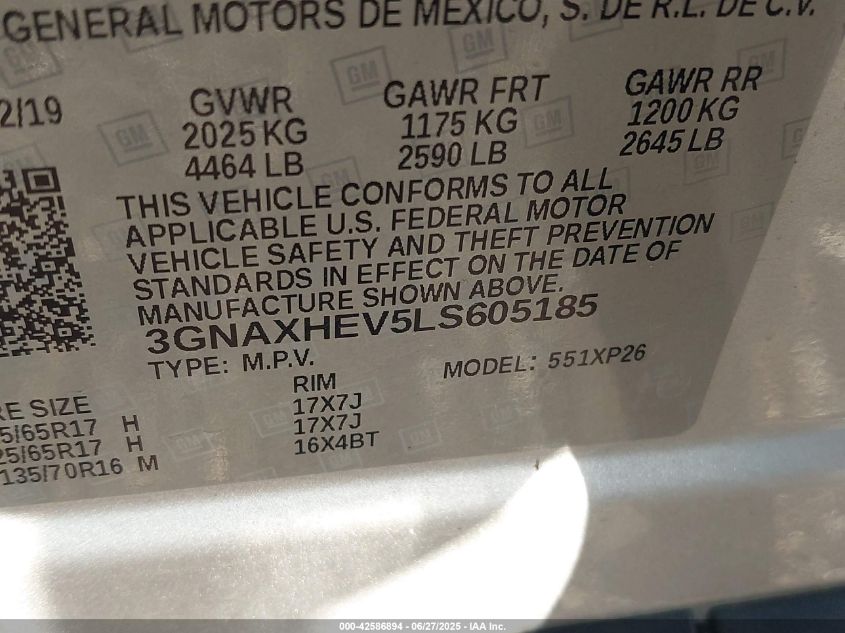 GENERAL MOTORS DE MEXICO, S. DE R.L. DE C.V.
2/19
GVWR GAWR FRT GAWR RR
2025 KG 1175 KG 1200 KG
4464 LB 2590 LB 2645 LB
THIS VEHICLE CONFORMS TO ALL
APPLICABLE U.S. FEDERAL MOTOR
VEHICLE SAFETY AND THEFT PREVENTION
STANDARDS IN EFFECT ON THE DATE OF
MANUFACTURE SHOWN ABOVE.
3GNAXHEV5LS605185
TYPE: M.P.V. MODEL: 551XP26
RE SIZE RIM
5/65R17 H 17X7J
25/65R17 H 17X7J
135/70R16 M 16X4BT
000-42586894 - 06/27/2025 - IAA Inc.